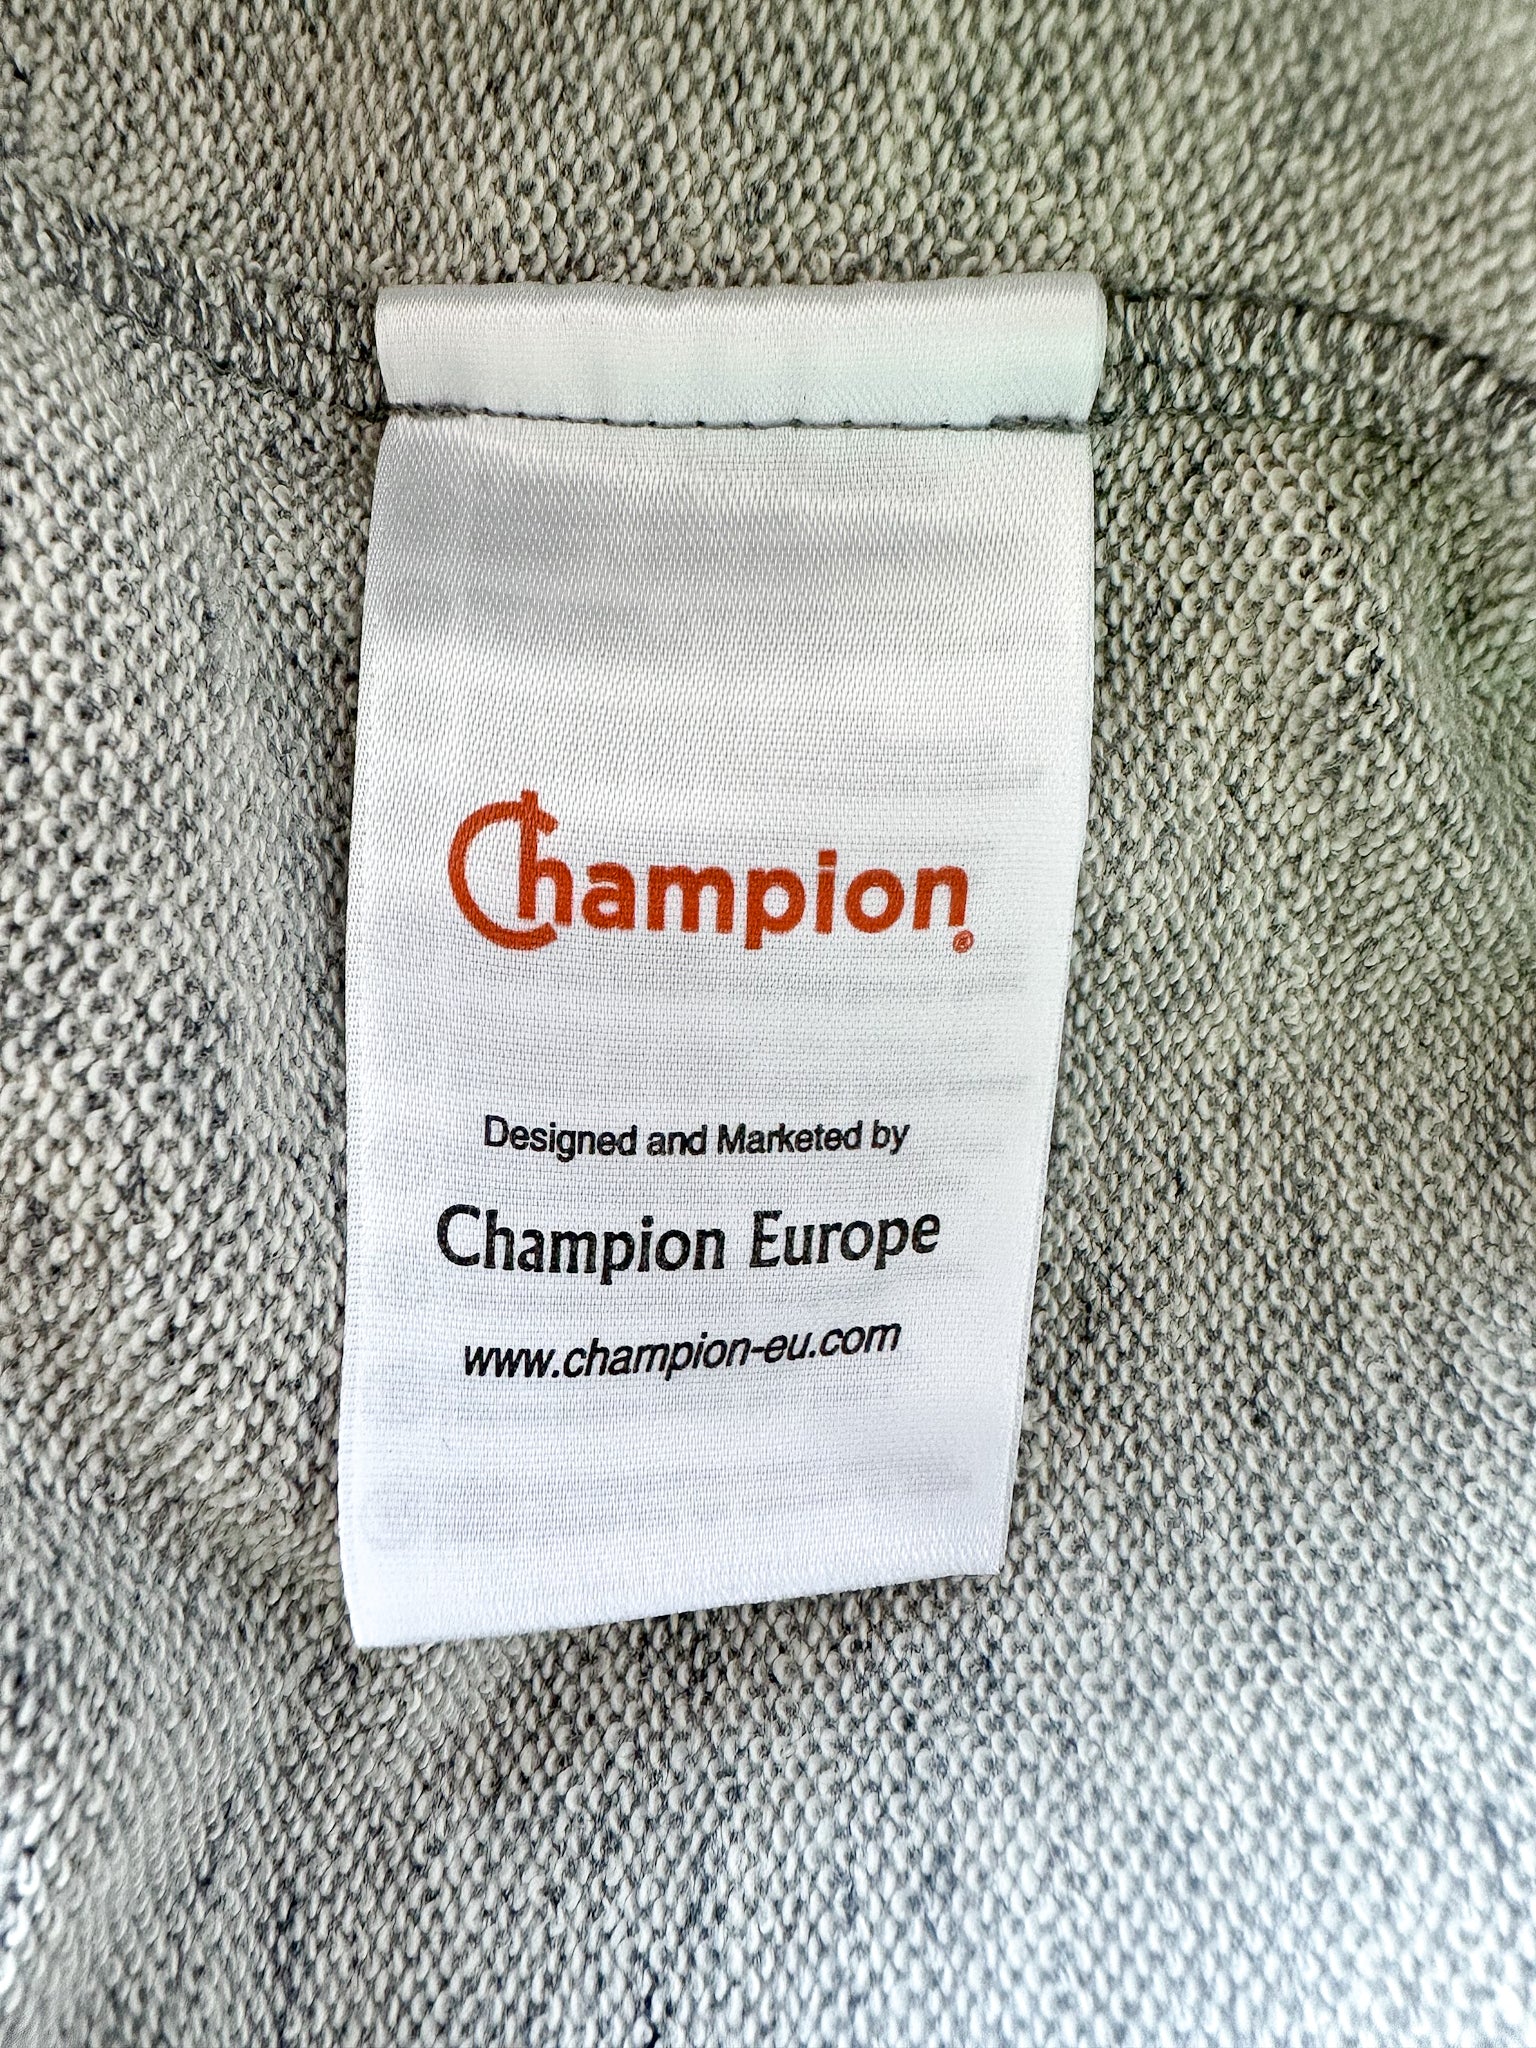 Champion®
Designed and Marketed by
Champion Europe
www.champion-eu.com